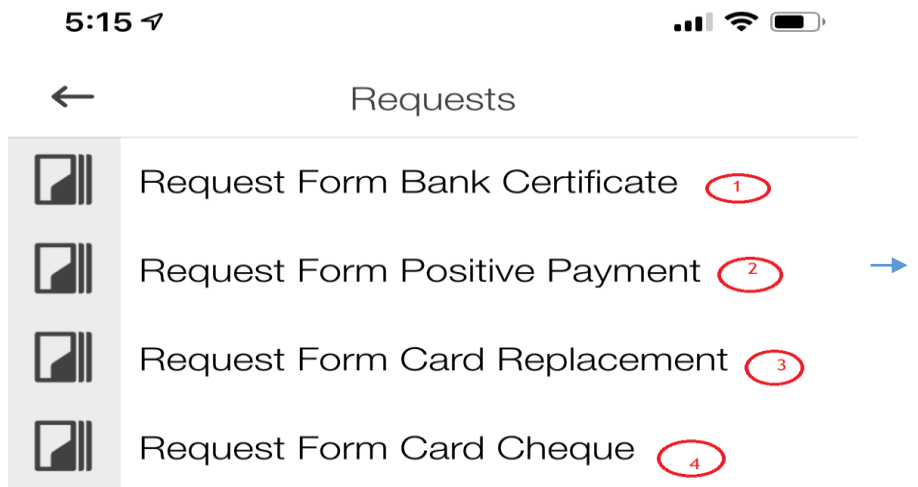 5:15
Requests
Request Form Bank Certificate 1
Request Form Positive Payment 2
Request Form Card Replacement 3
Request Form Card Cheque 4